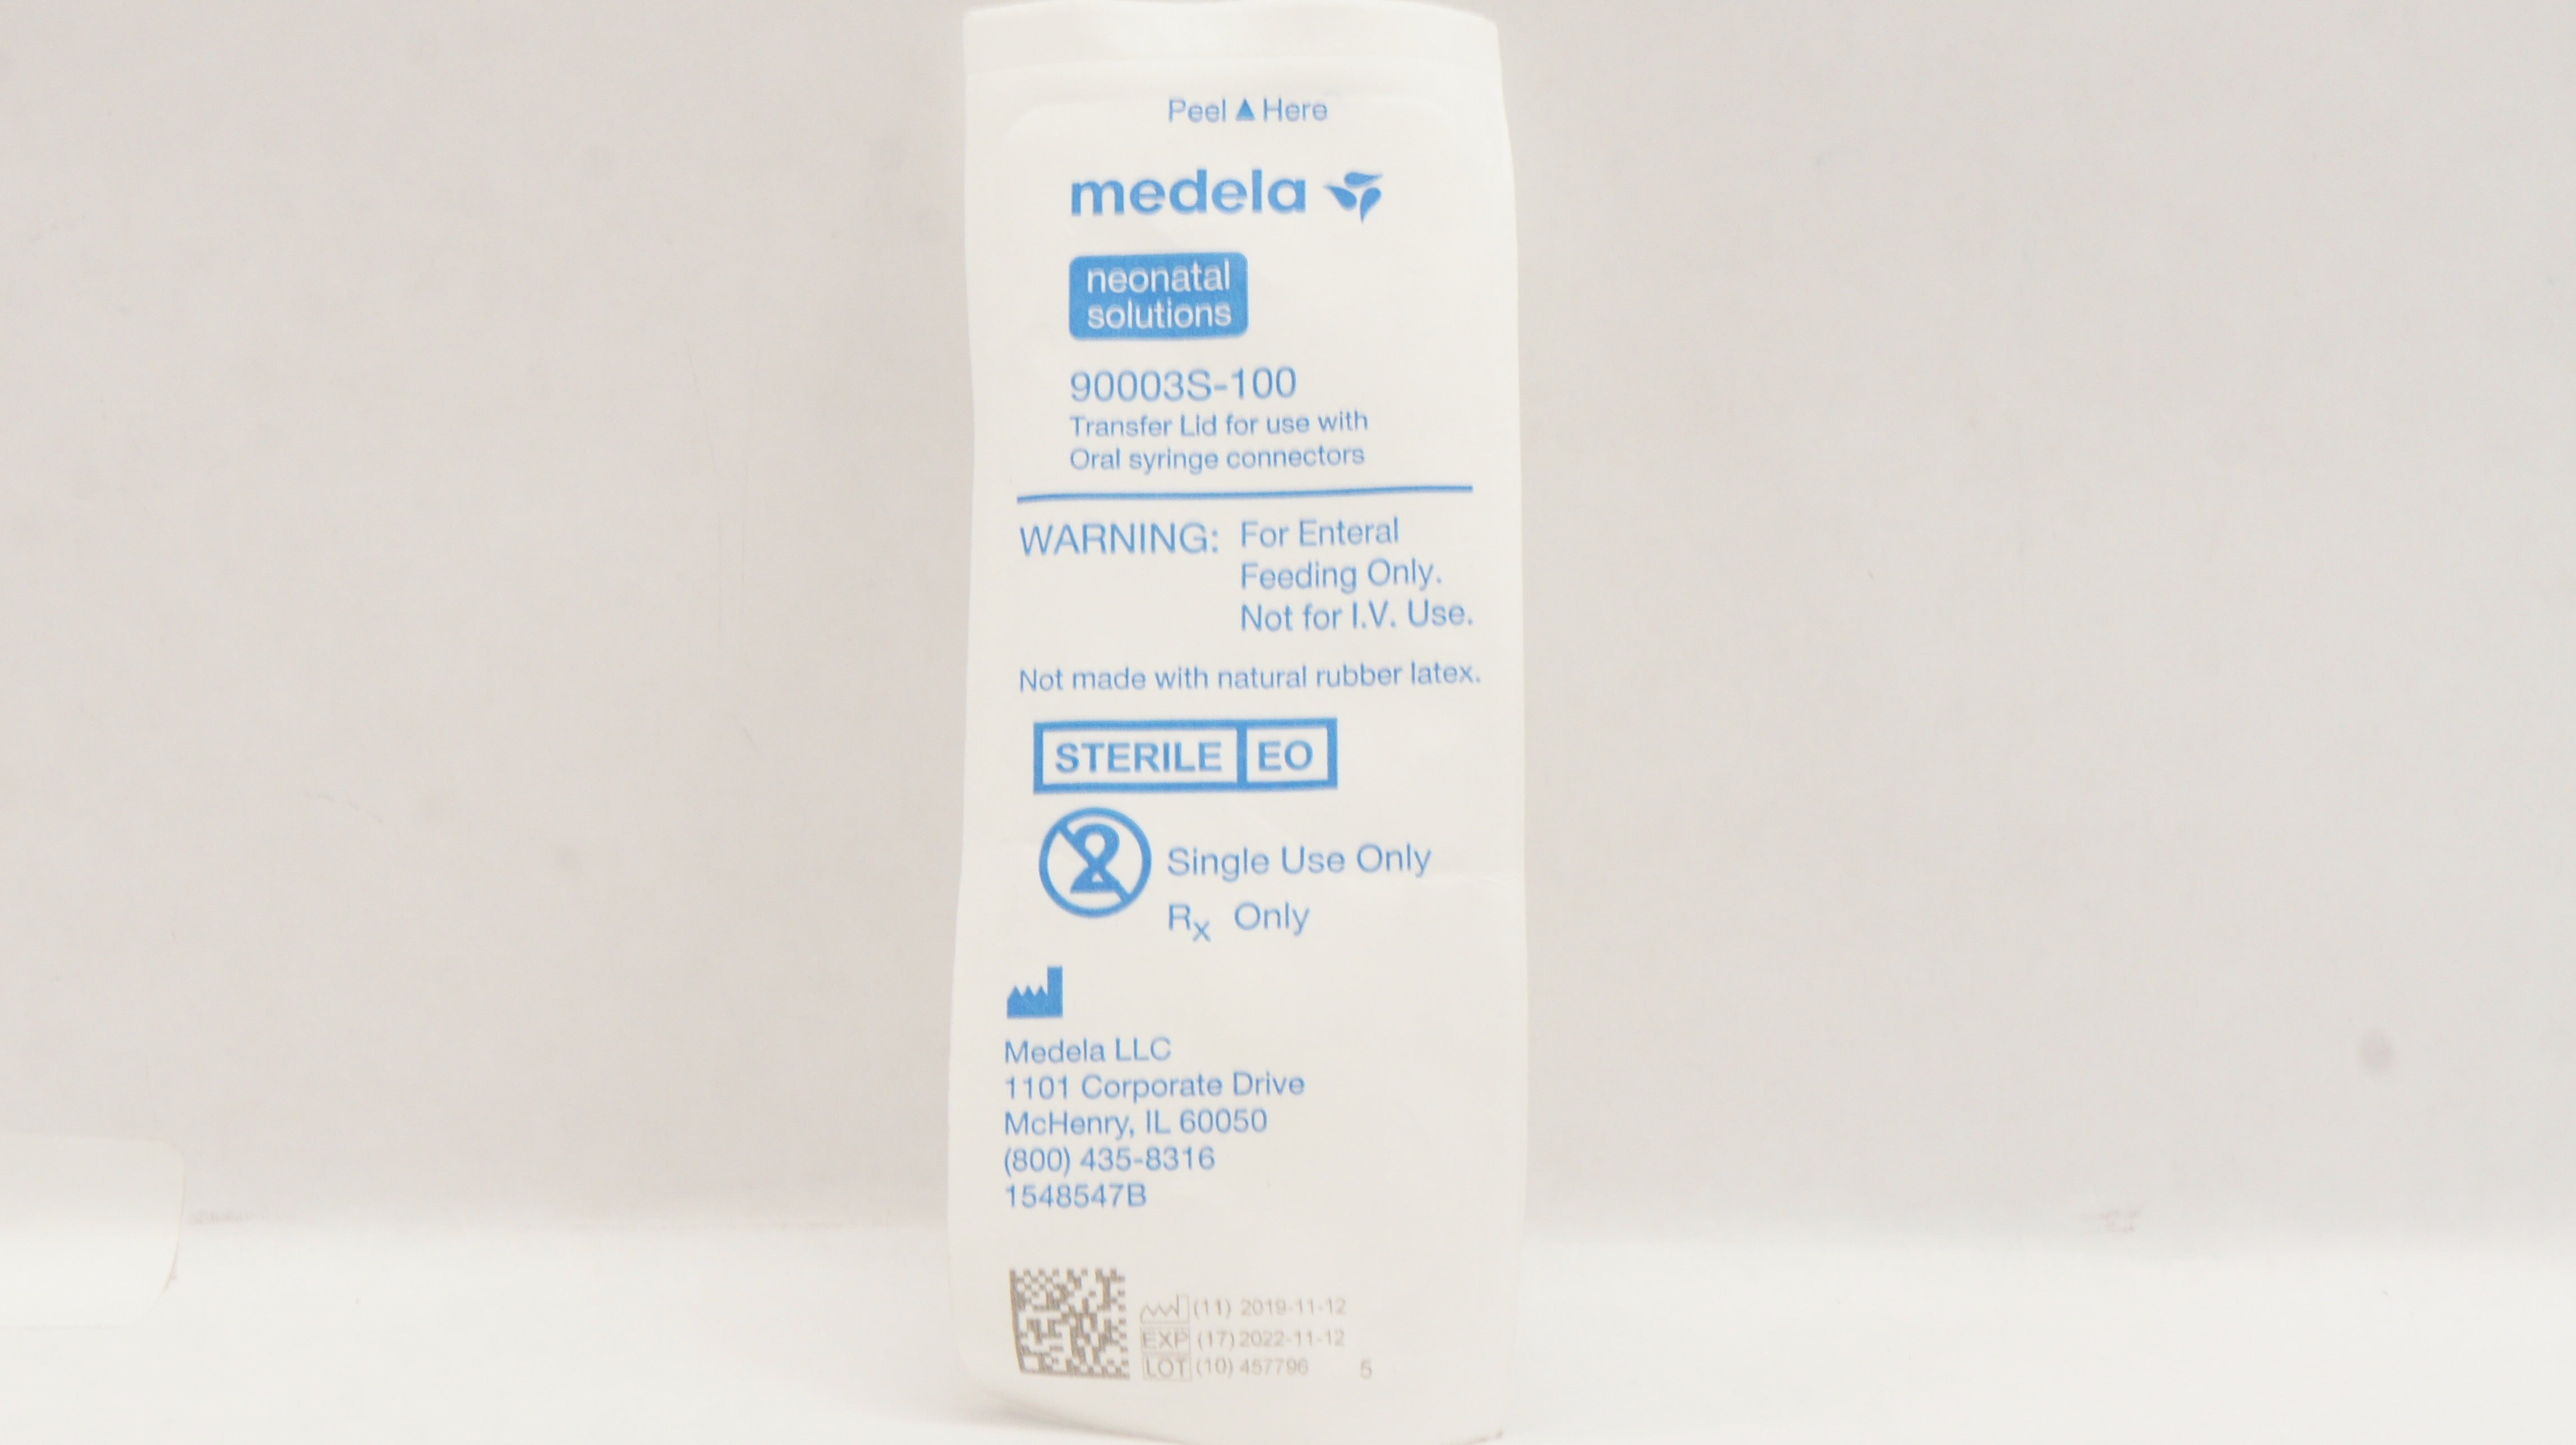 Peel ▲ Here
medela
neonatal
solutions
90003S-100
Transfer Lid for use with
Oral syringe connectors
WARNING: For Enteral
Feeding Only.
Not for I.V. Use.
Not made with natural rubber latex.
STERILE EO
2 Single Use Only
Rx Only
Medela LLC
1101 Corporate Drive
McHenry, IL 60050
(800) 435-8316
1548547B
(11) 2019-11-12
EXP (17) 2022-11-12
LOT (10) 457796 5